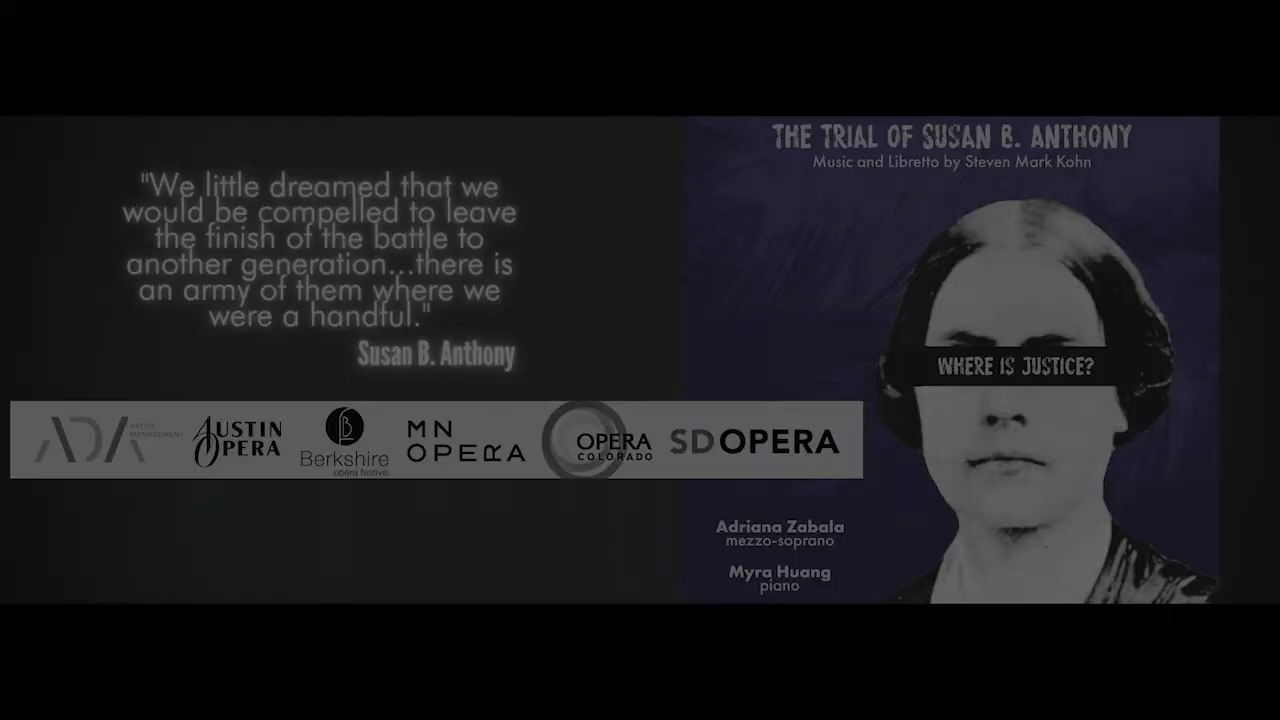 "We little dreamed that we
would be compelled to leave
the finish of the battle to
another generation...there is
an army of them where we
were a handful."
Susan B. Anthony
ADA ARTIST
MANAGEMENT
AUSTIN
OPERA
B
Berkshire
opera festival
MN
OPERA
OPERA
COLORADO
SDOPERA
THE TRIAL OF SUSAN B. ANTHONY
Music and Libretto by Steven Mark Kohn
WHERE IS JUSTICE?
Adriana Zabala
mezzo-soprano
Myra Huang
piano